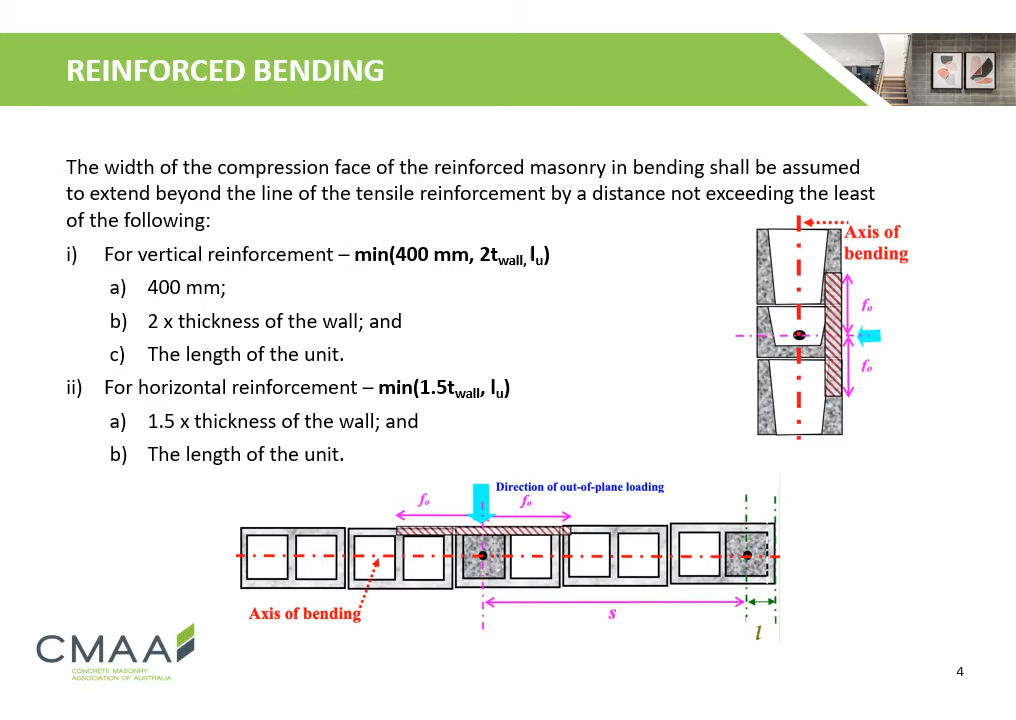 REINFORCED BENDING
The width of the compression face of the reinforced masonry in bending shall be assumed
to extend beyond the line of the tensile reinforcement by a distance not exceeding the least
of the following:
i) For vertical reinforcement – min(400 mm, 2twall, lu)
a) 400 mm;
b) 2 x thickness of the wall; and
c) The length of the unit.
ii) For horizontal reinforcement – min(1.5twall, lu)
a) 1.5 x thickness of the wall; and
b) The length of the unit.
Axis of
bending
fo
fo
Direction of out-of-plane loading
fo
fo
Axis of bending
s
l
CMAA
CONCRETE MASONRY
ASSOCIATION OF AUSTRALIA
4